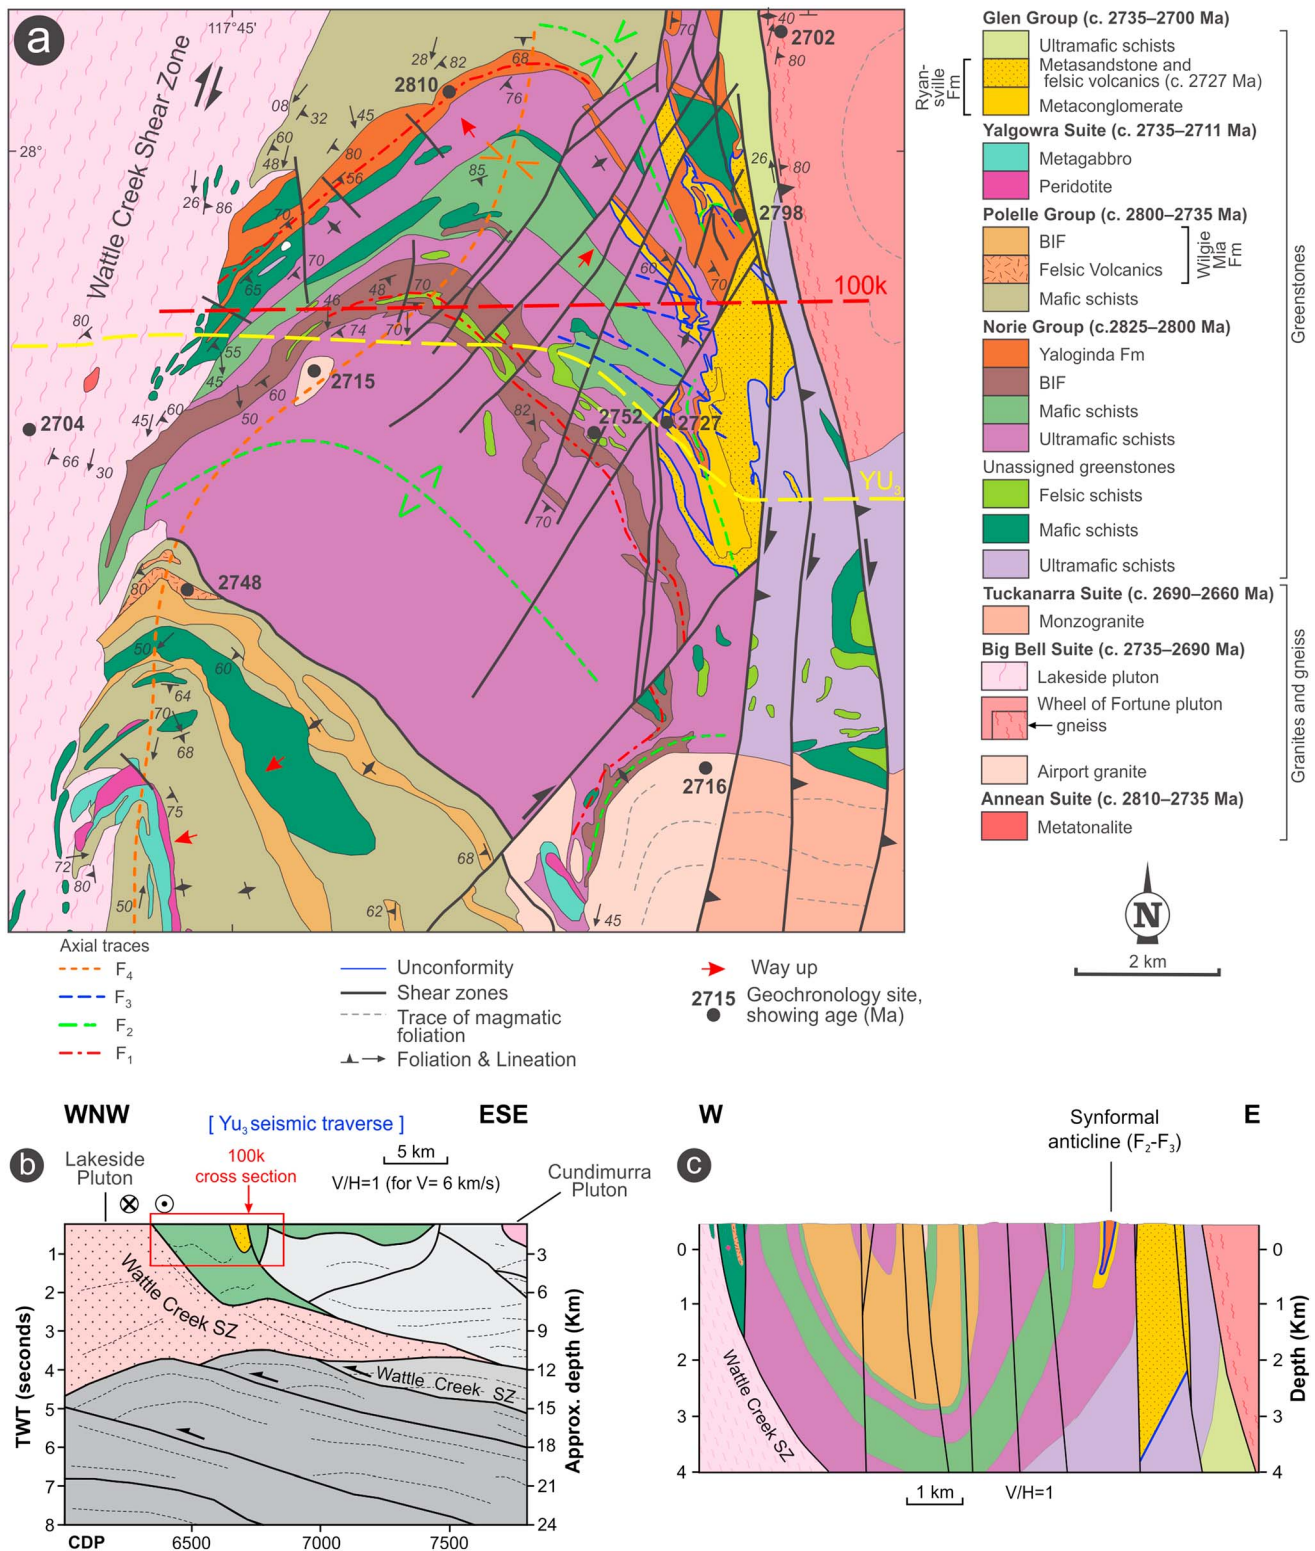 a
117°45'
28°
Wattle Creek Shear Zone
2810
2702
2798
2715
2704
2752
2727
2748
2716
100k
YU3
40
80
70
28
82
68
76
08
32
45
60
48
80
56
85
26
86
70
26
80
65
70
60
70
46
48
70
74
70
80
55
45
60
50
45
60
82
66
30
70
80
50
60
64
70
68
75
72
80
50
68
62
45
Glen Group (c. 2735–2700 Ma)
Ultramafic schists
Metasandstone and
felsic volcanics (c. 2727 Ma)
Metaconglomerate
Ryan-
sville
Fm
Yalgowra Suite (c. 2735–2711 Ma)
Metagabbro
Peridotite
Polelle Group (c. 2800–2735 Ma)
BIF
Felsic Volcanics
Wilgie
Mia
Fm
Mafic schists
Norie Group (c.2825–2800 Ma)
Yaloginda Fm
BIF
Mafic schists
Ultramafic schists
Unassigned greenstones
Felsic schists
Mafic schists
Ultramafic schists
Greenstones
Tuckanarra Suite (c. 2690–2660 Ma)
Monzogranite
Big Bell Suite (c. 2735–2690 Ma)
Lakeside pluton
Wheel of Fortune pluton
gneiss
Airport granite
Annean Suite (c. 2810–2735 Ma)
Metatonalite
Granites and gneiss
N
2 km
Axial traces
F4
F3
F2
F1
Unconformity
Shear zones
Trace of magmatic
foliation
Foliation & Lineation
Way up
2715 Geochronology site,
showing age (Ma)
b
WNW
[ Yu3 seismic traverse ]
ESE
Lakeside
Pluton
100k
cross section
5 km
V/H=1 (for V= 6 km/s)
Cundimurra
Pluton
Wattle Creek SZ
Wattle Creek SZ
TWT (seconds)
1
2
3
4
5
6
7
8
Approx. depth (Km)
3
6
9
12
15
18
21
24
CDP
6500
7000
7500
c
W
Synformal
anticline (F2-F3)
E
Wattle Creek SZ
0
1
2
3
4
0
1
2
3
4
Depth (Km)
1 km
V/H=1